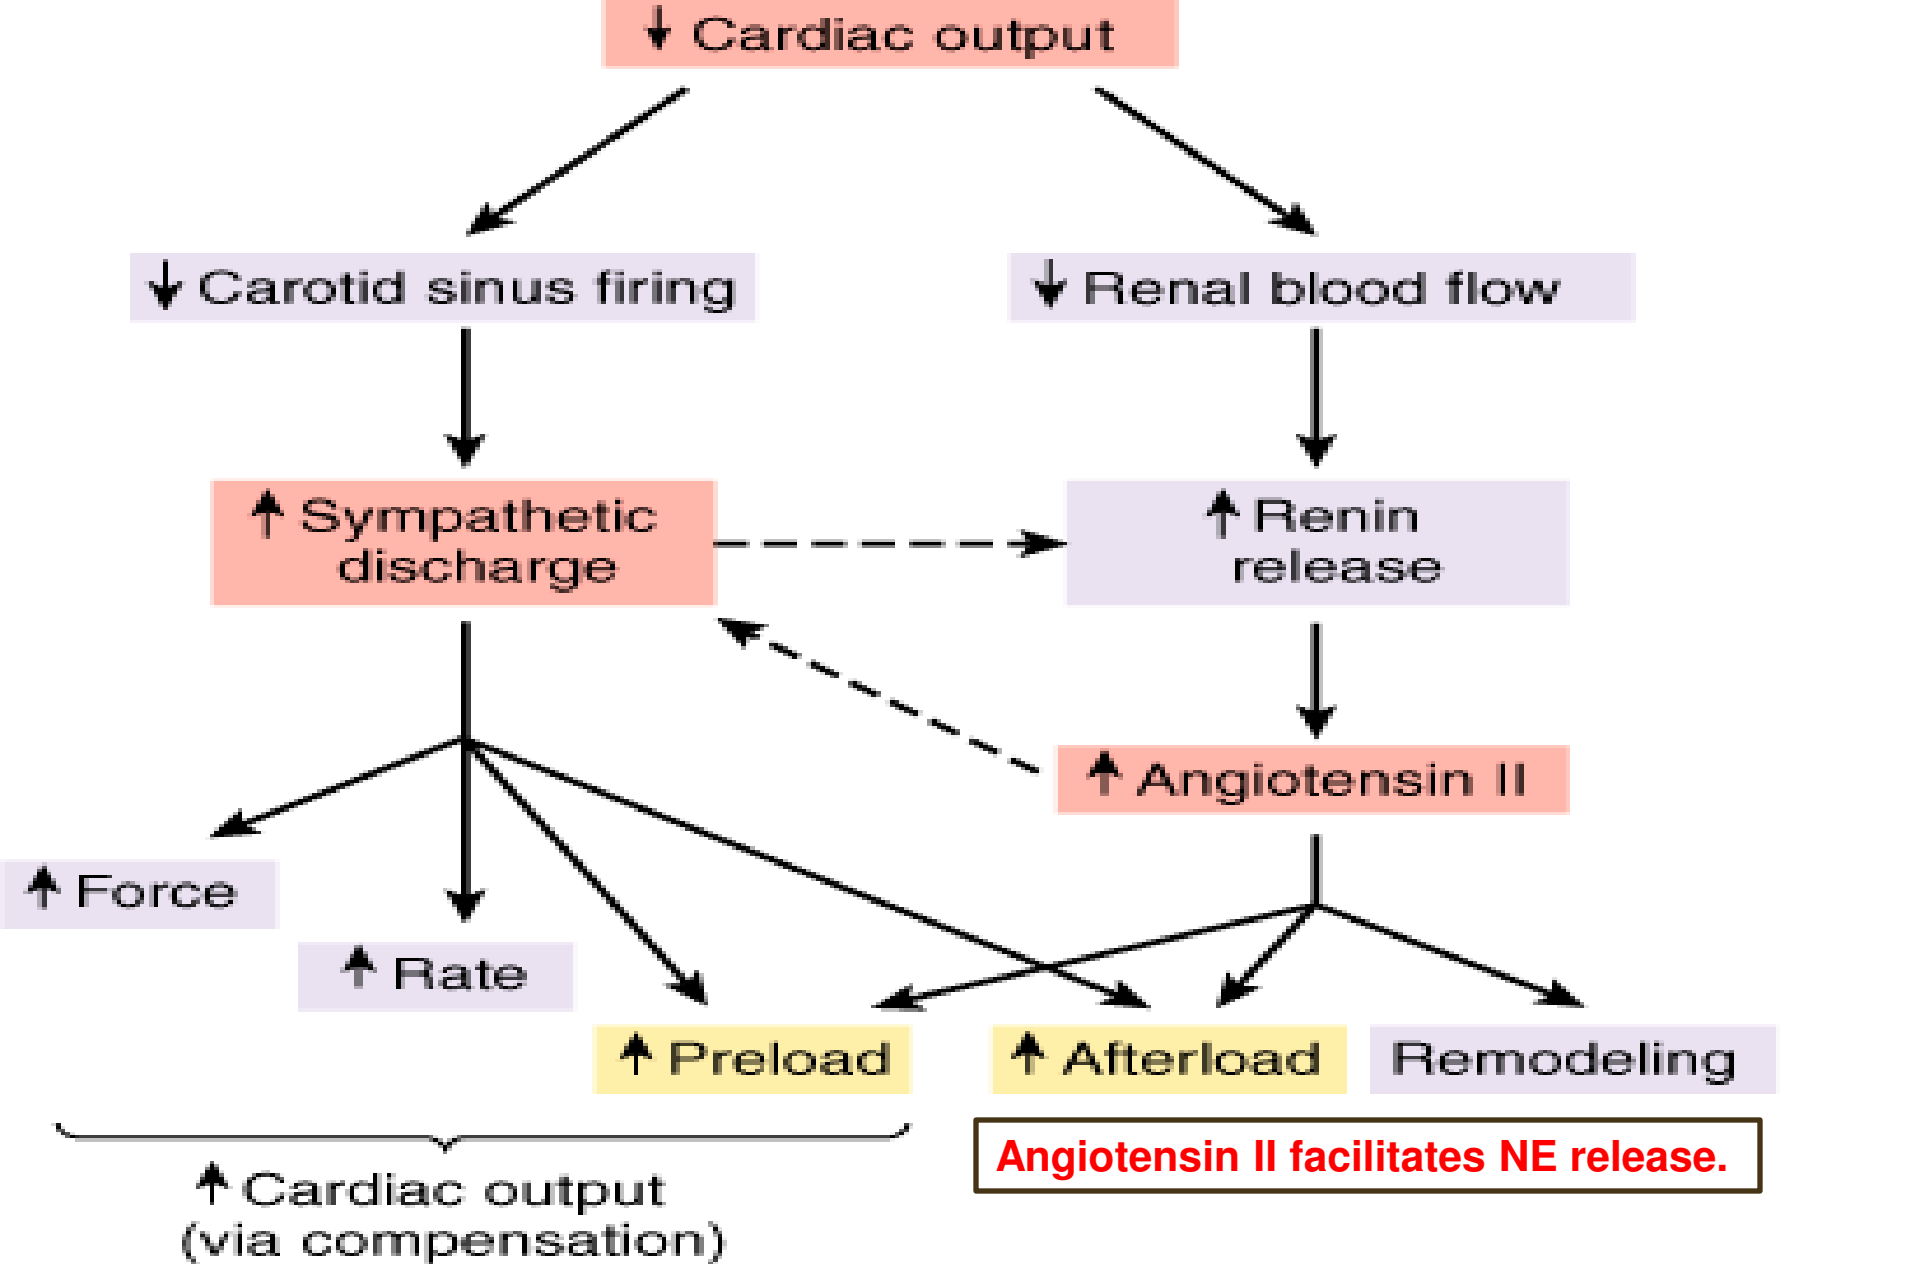 ↓ Cardiac output
↓ Carotid sinus firing
↓ Renal blood flow
↑ Sympathetic
discharge
↑ Renin
release
↑ Angiotensin II
↑ Force
↑ Rate
↑ Preload
↑ Afterload
Remodeling
Angiotensin II facilitates NE release.
↑ Cardiac output
(via compensation)